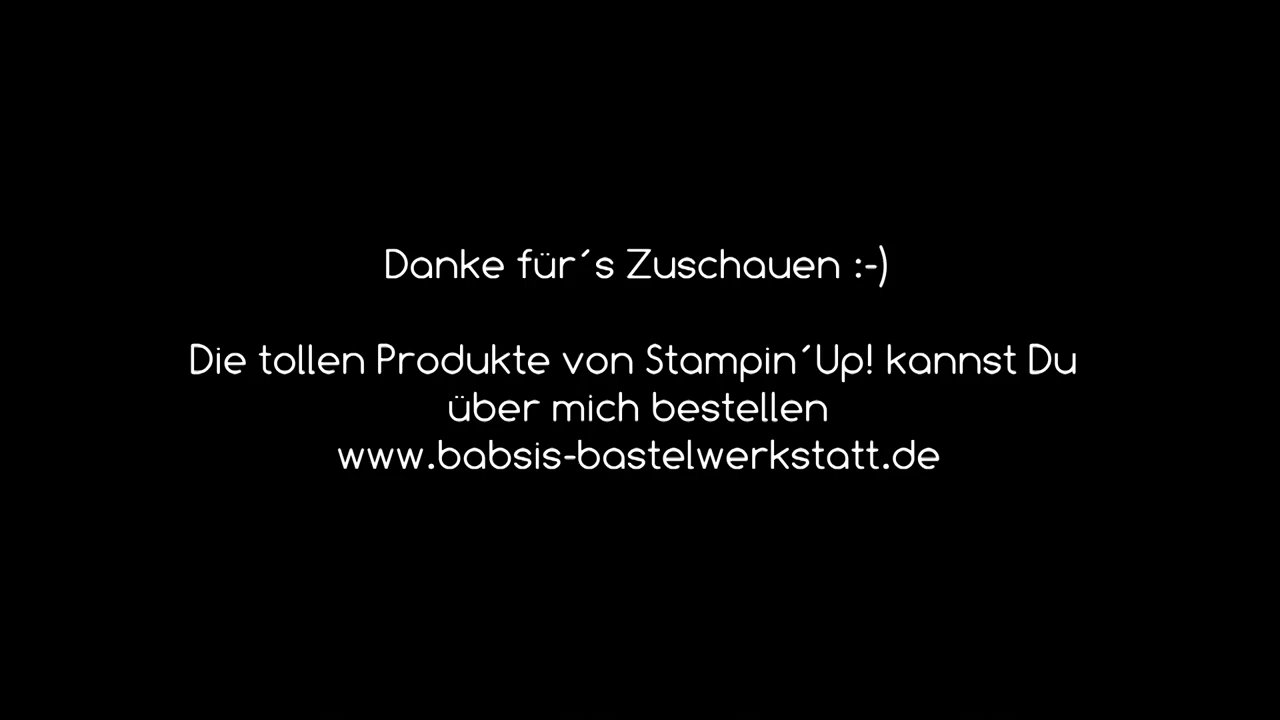 Danke für´s Zuschauen :-)
Die tollen Produkte von Stampin´Up! kannst Du
über mich bestellen
www.babsis-bastelwerkstatt.de